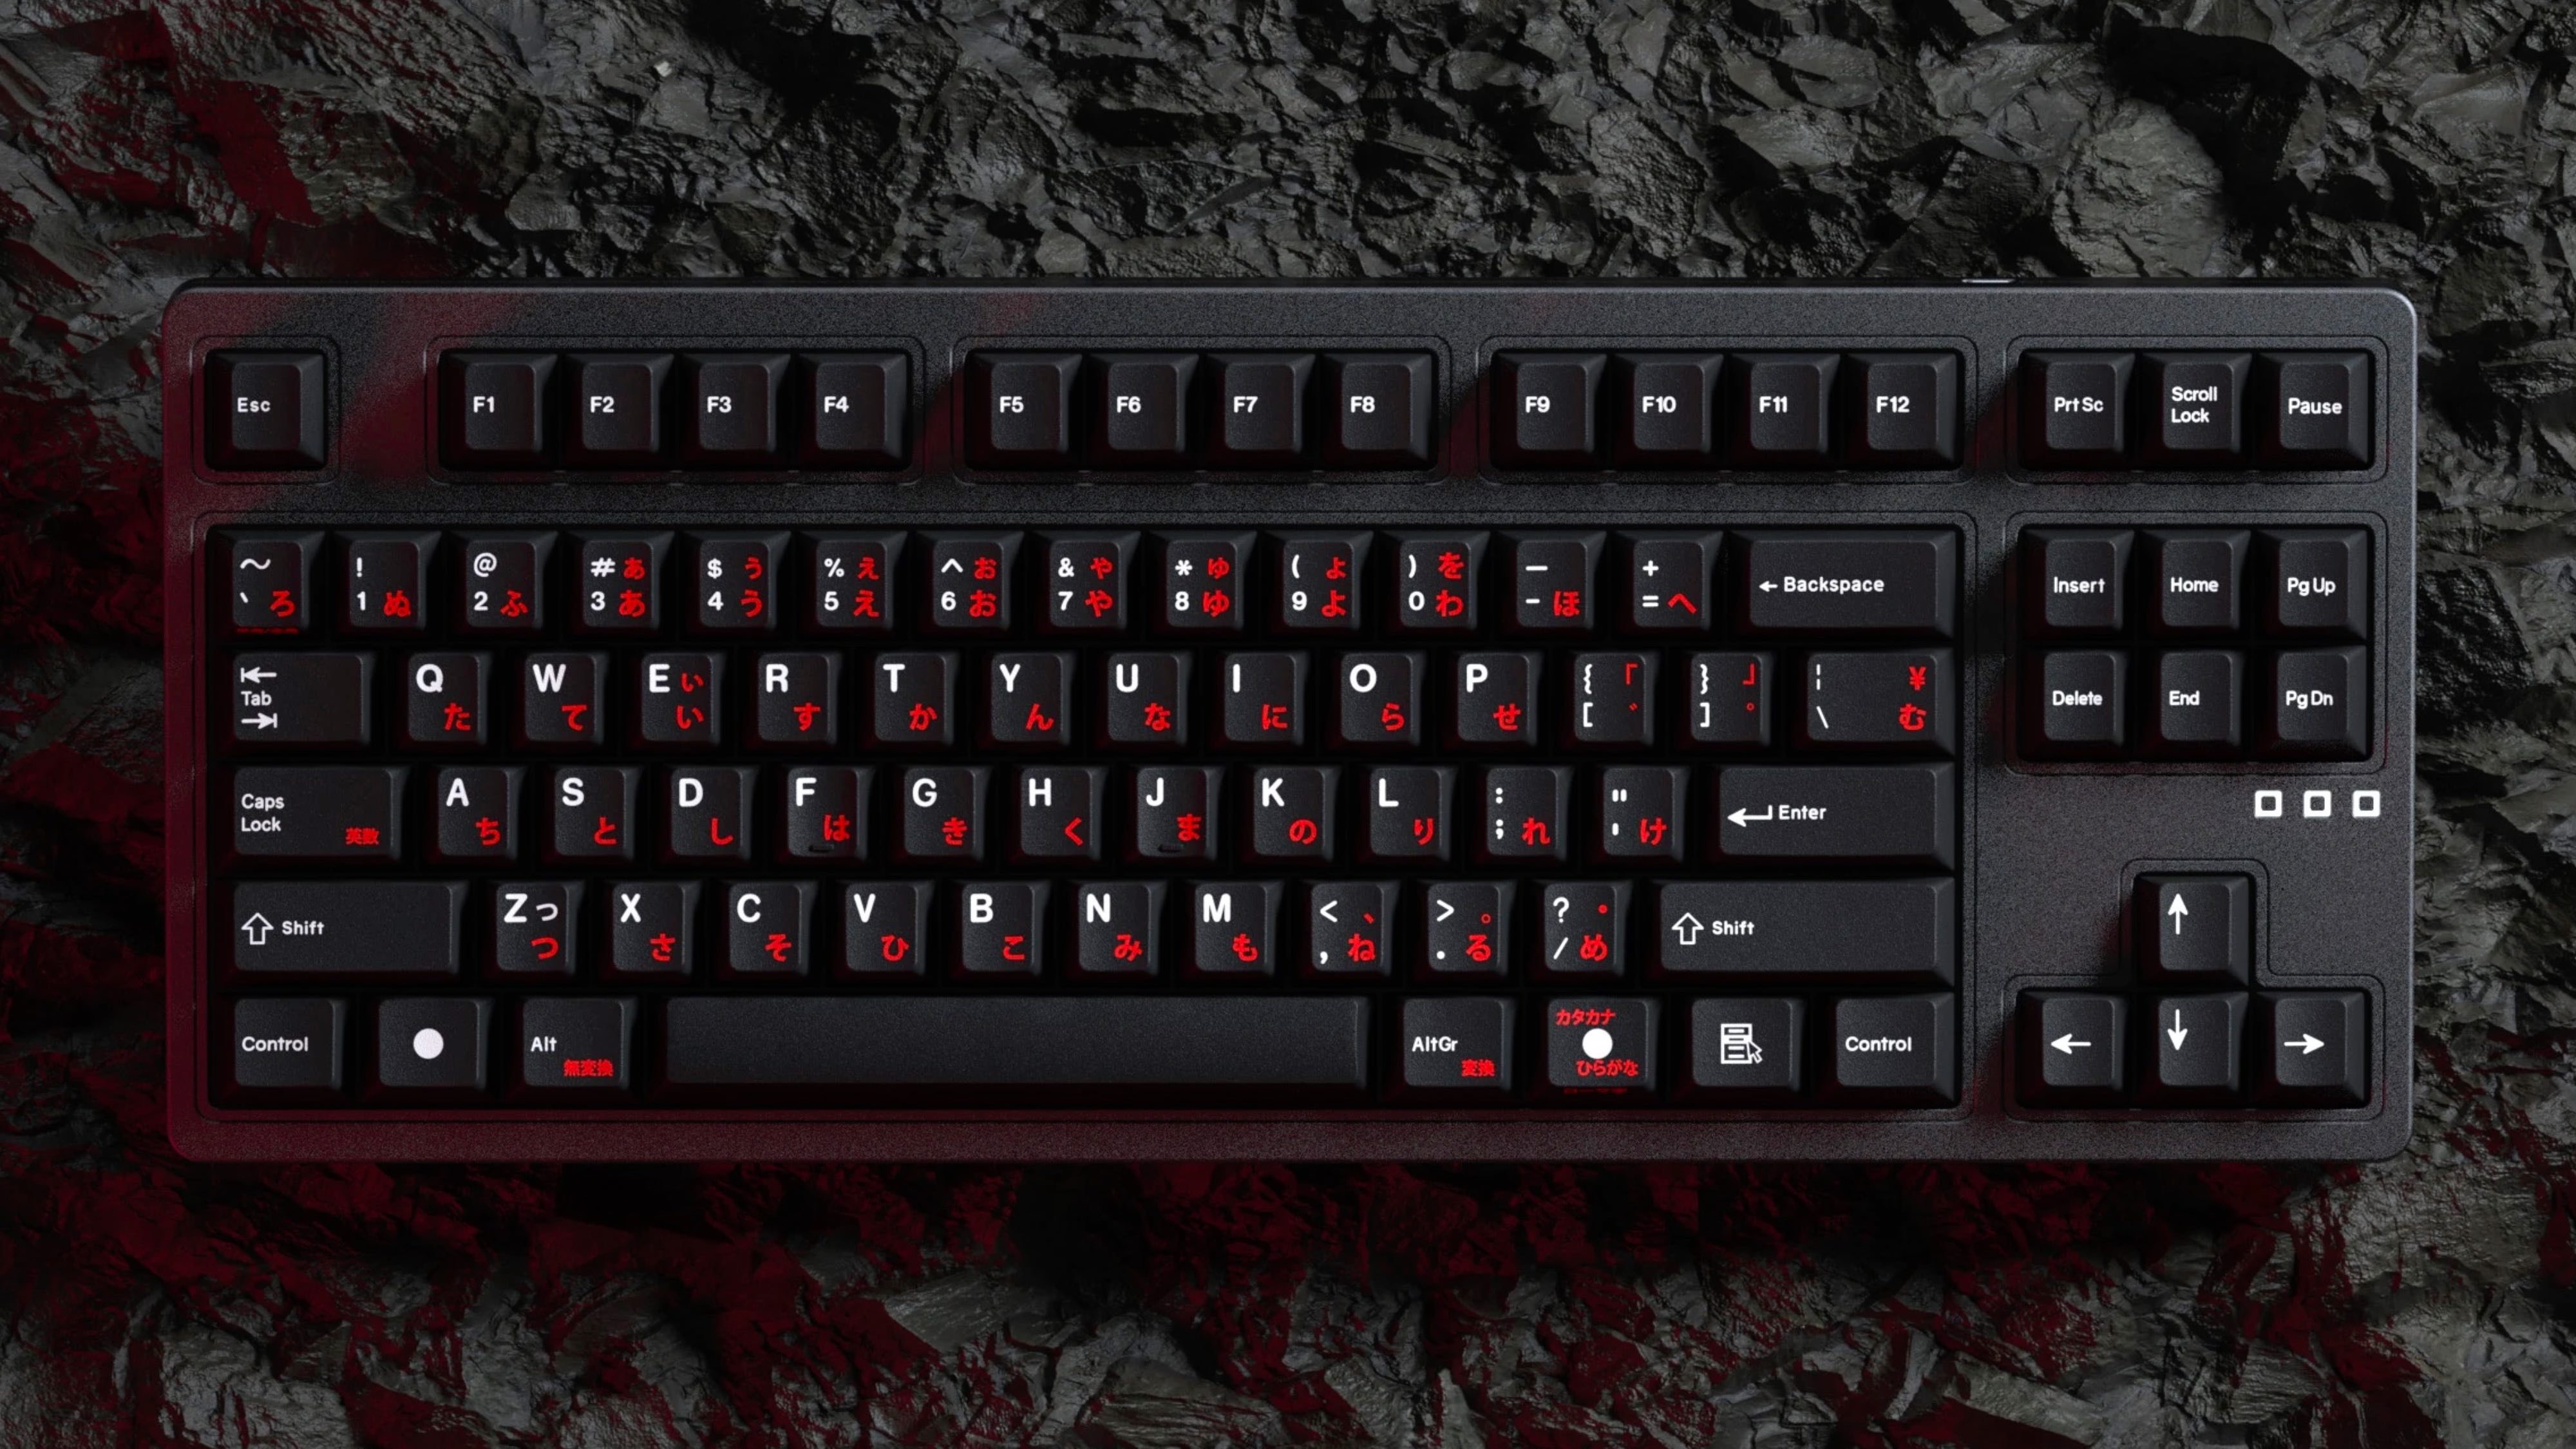 Esc F1 F2 F3 F4 F5 F6 F7 F8 F9 F10 F11 F12 Prt Sc Scroll Lock Pause
~ ` ろ ! 1 ぬ @ 2 ふ # ぁ 3 あ $ ぅ 4 う % ぇ 5 え ^ ぉ 6 お & ゃ 7 や * ゅ 8 ゆ ( ょ 9 よ ) を 0 わ — - ほ + = へ ← Backspace Insert Home Pg Up
Tab Q た W て E ぃ い R す T か Y ん U な I に O ら P せ { 「 [ ゛ } 」 ] ゜ ¦ ¥ \ む Delete End Pg Dn
Caps Lock 英数 A ち S と D し F は G き H く J ま K の L り : ; れ " ' け Enter
Shift Z っ つ X さ C そ V ひ B こ N み M も < 、 , ね > 。 . る ? ・ / め Shift ↑
Control Alt 無変換 AltGr 変換 カタカナ ひらがな Control ← ↓ →